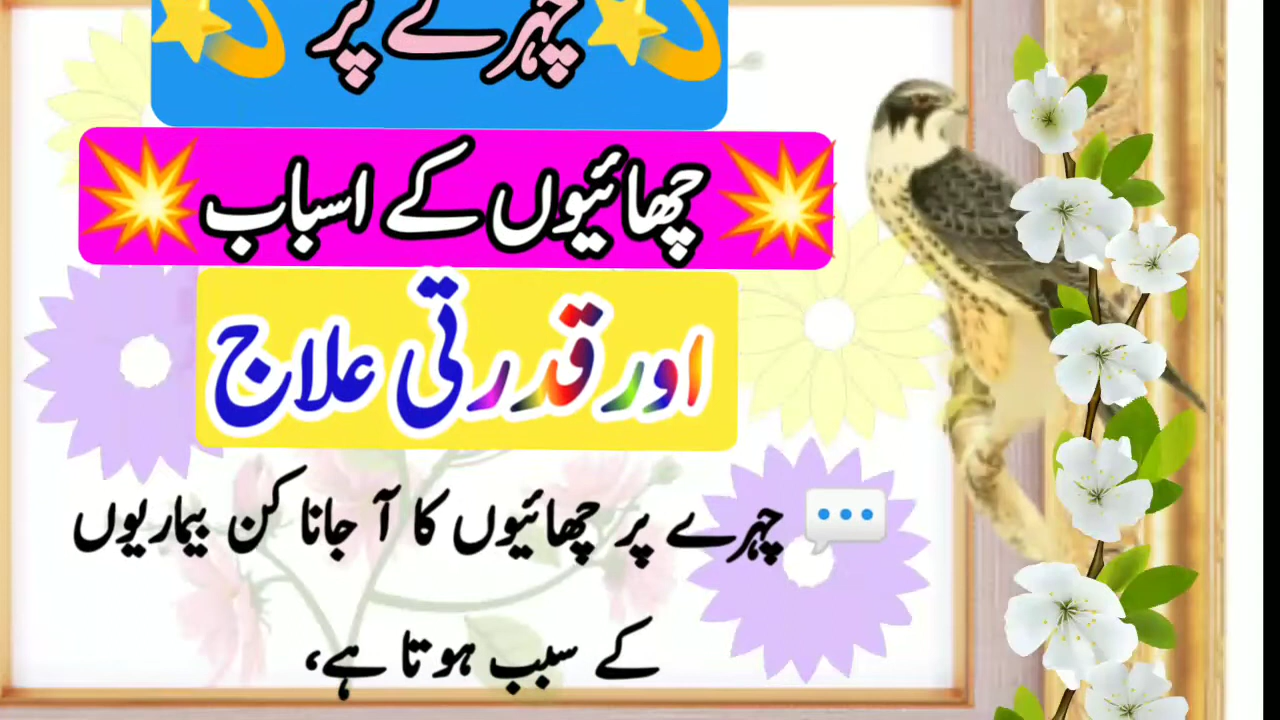 چہرے پر
چھائیوں کے اسباب
اور قدرتی علاج
چہرے پر چھائیوں کا آ جانا کن بیماریوں
کے سبب ہوتا ہے،